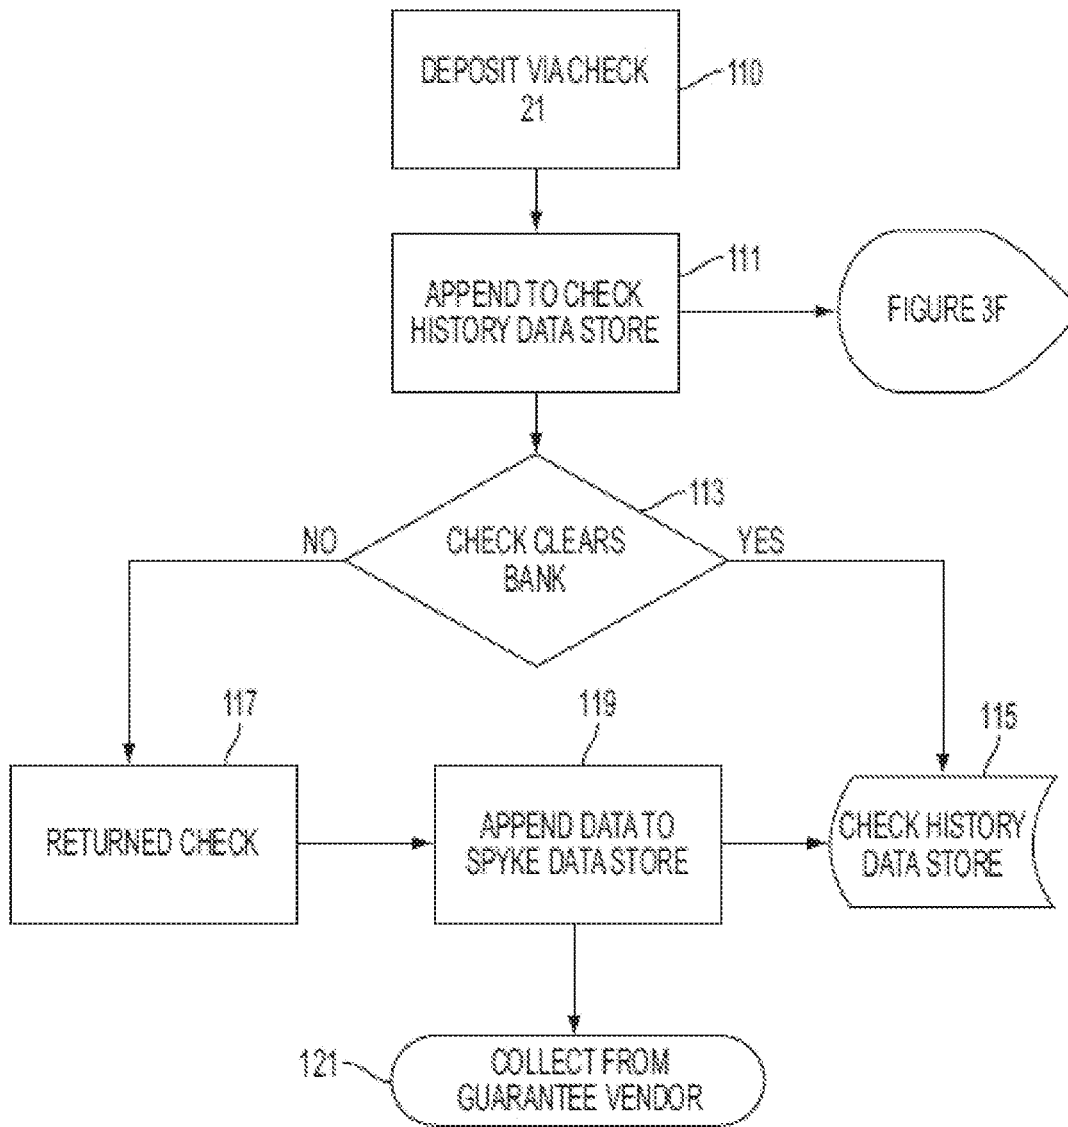 DEPOSIT VIA CHECK
21
110
APPEND TO CHECK
HISTORY DATA STORE
111
FIGURE 3F
CHECK CLEARS
BANK
113
NO
YES
117
RETURNED CHECK
119
APPEND DATA TO
SPYKE DATA STORE
115
CHECK HISTORY
DATA STORE
121
COLLECT FROM
GUARANTEE VENDOR